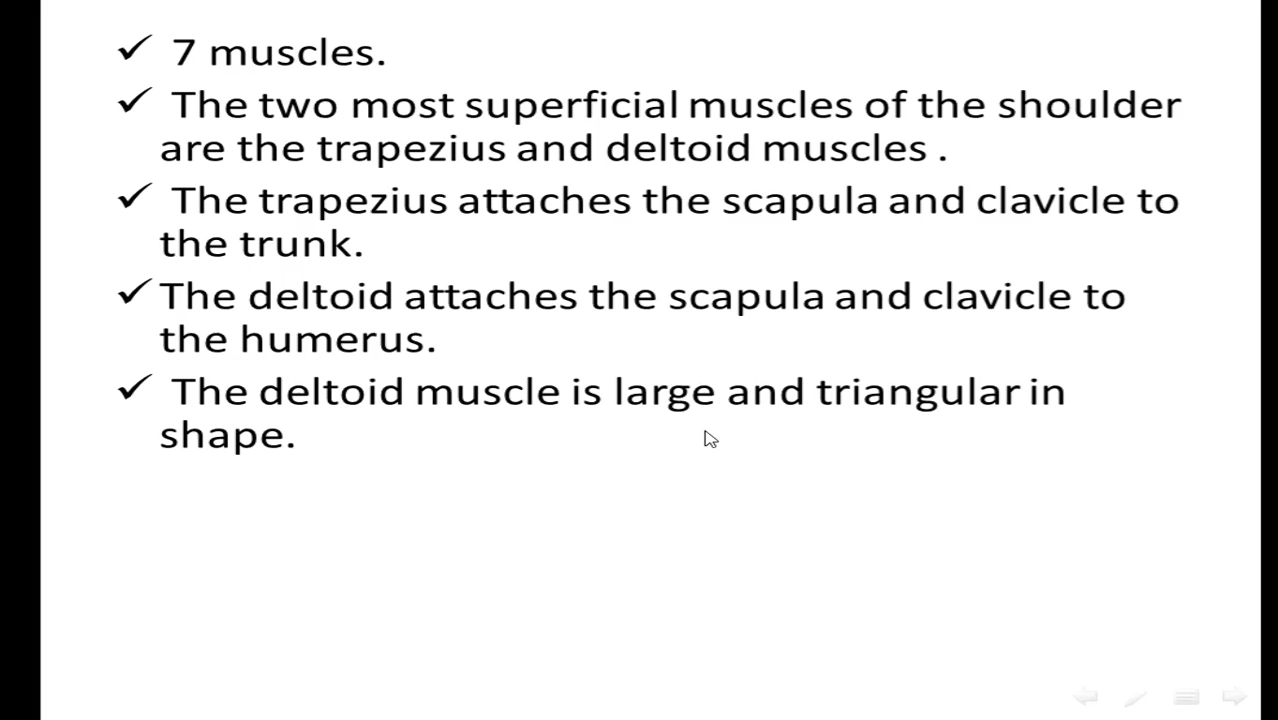 ✓ 7 muscles.
✓ The two most superficial muscles of the shoulder
are the trapezius and deltoid muscles .
✓ The trapezius attaches the scapula and clavicle to
the trunk.
✓ The deltoid attaches the scapula and clavicle to
the humerus.
✓ The deltoid muscle is large and triangular in
shape.